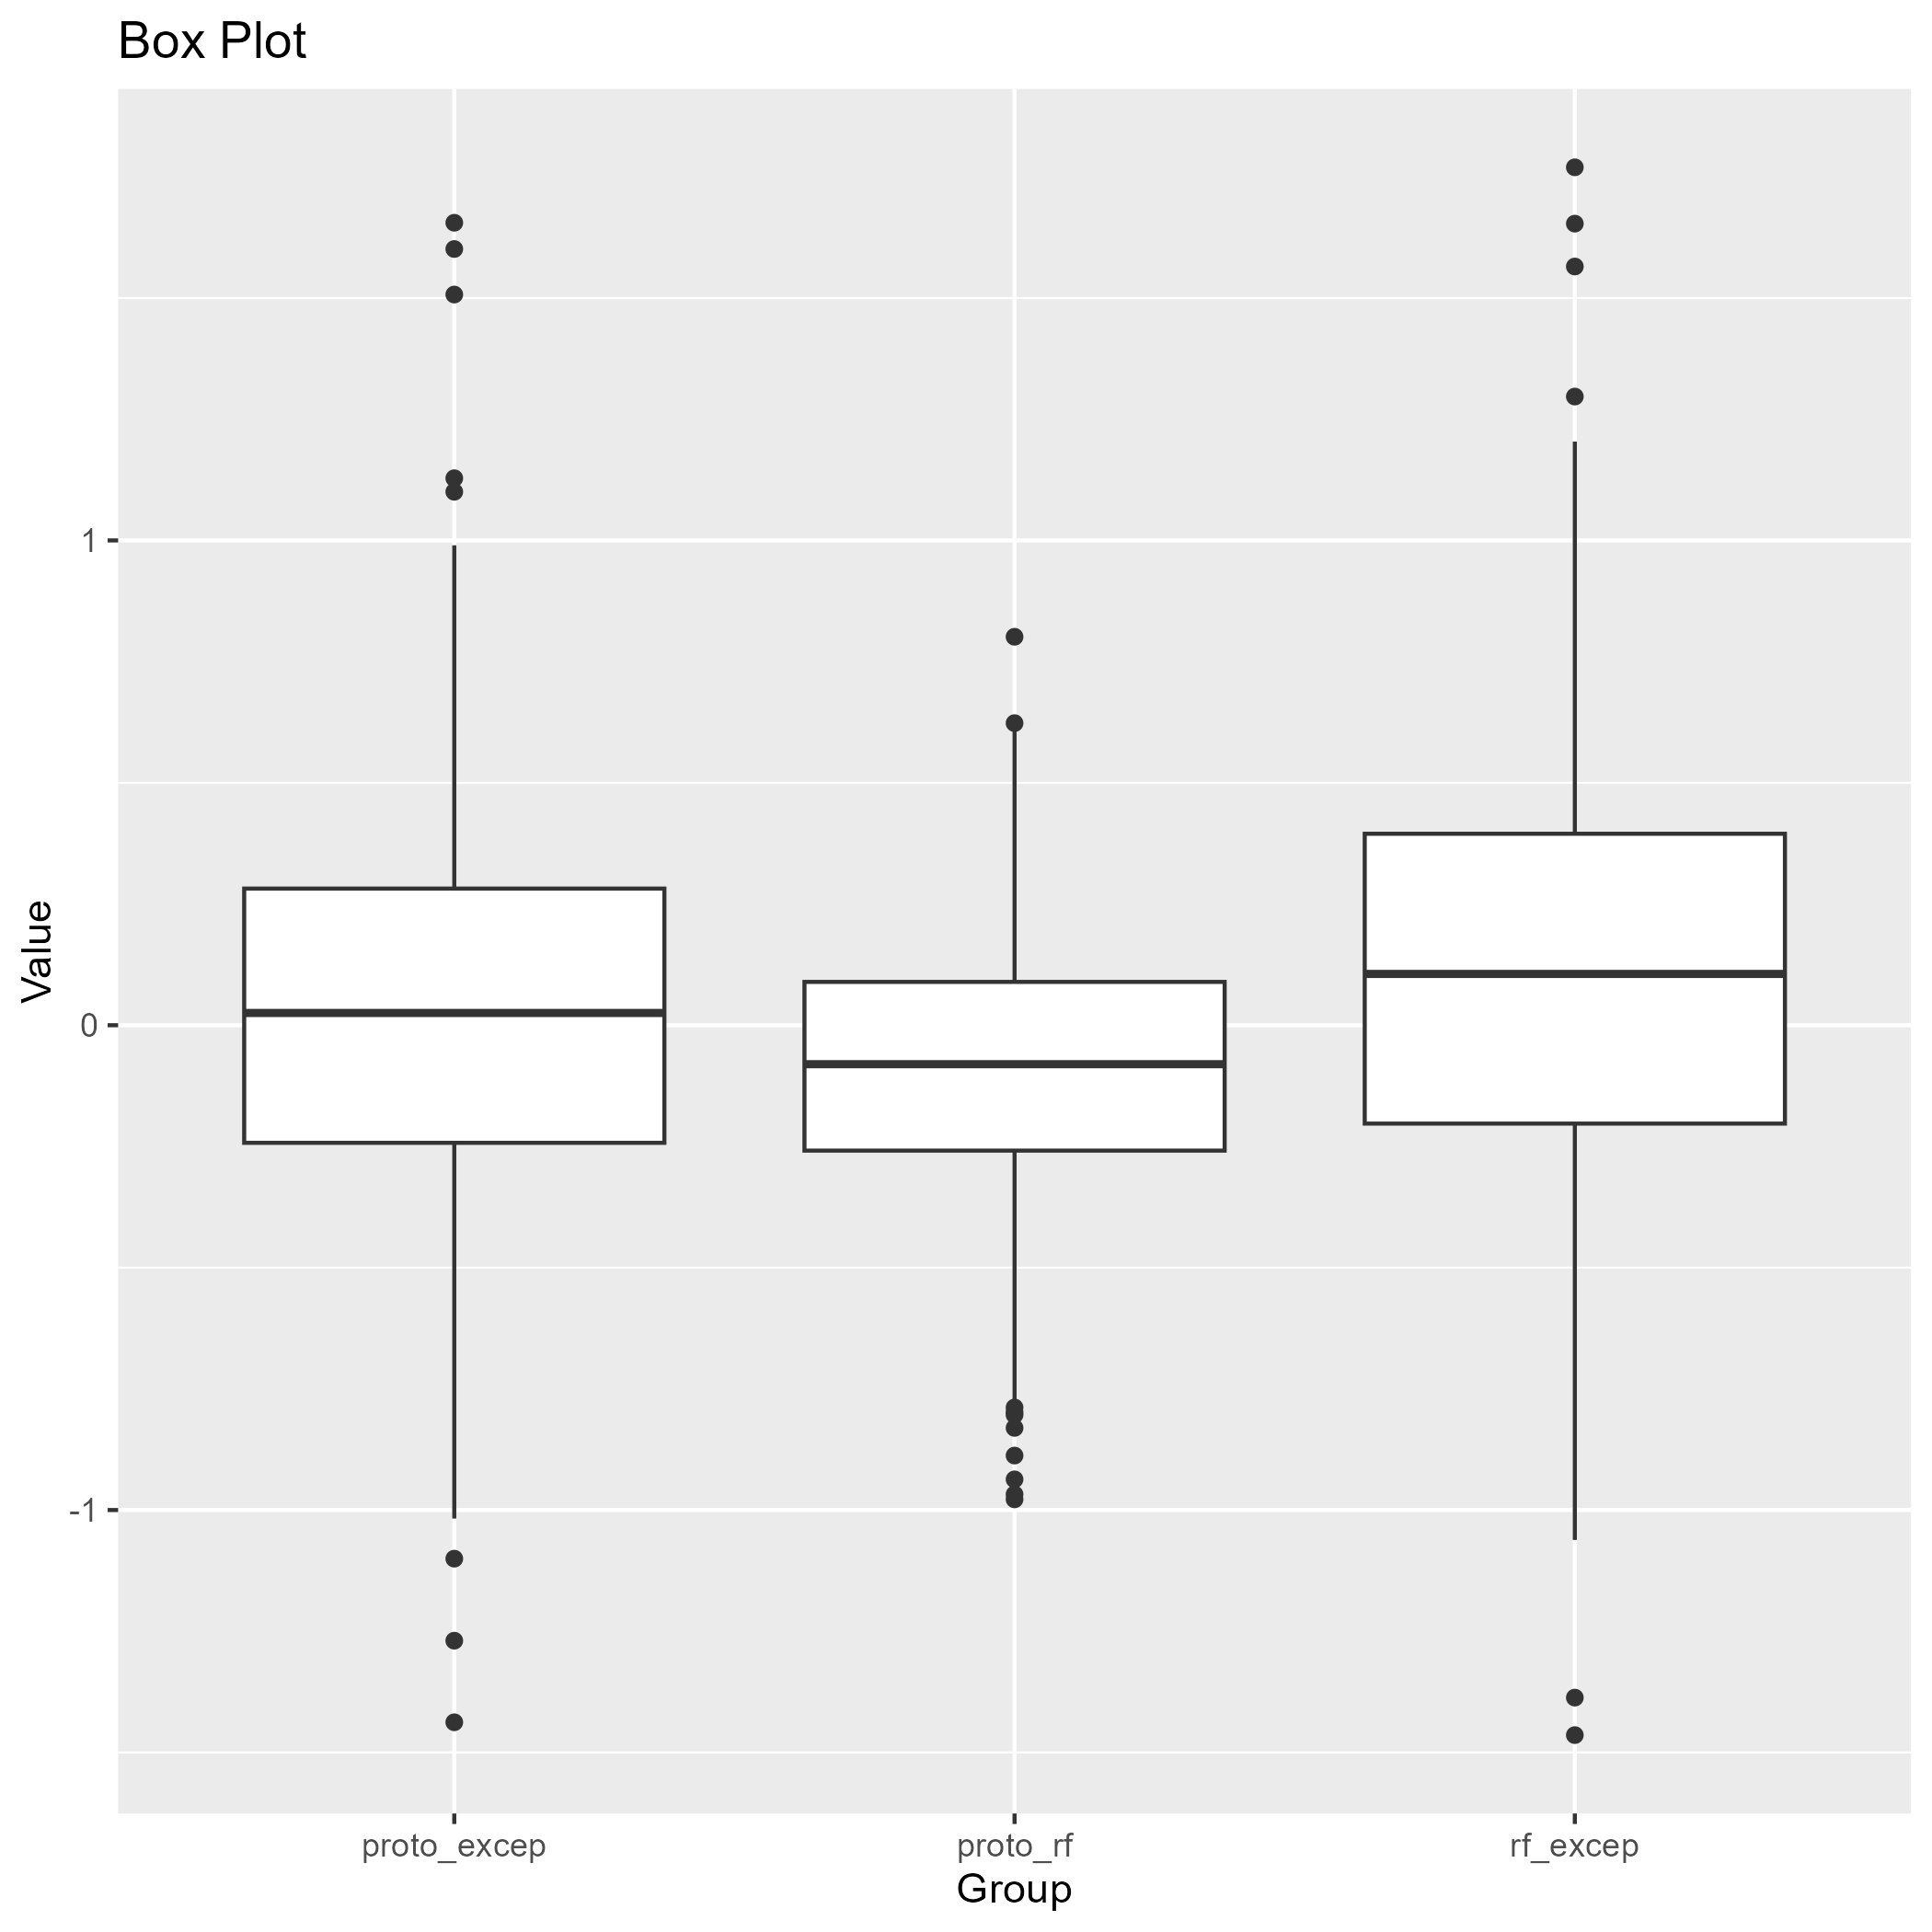 Box Plot
Value
1
0
-1
proto_excep
proto_rf
rf_excep
Group